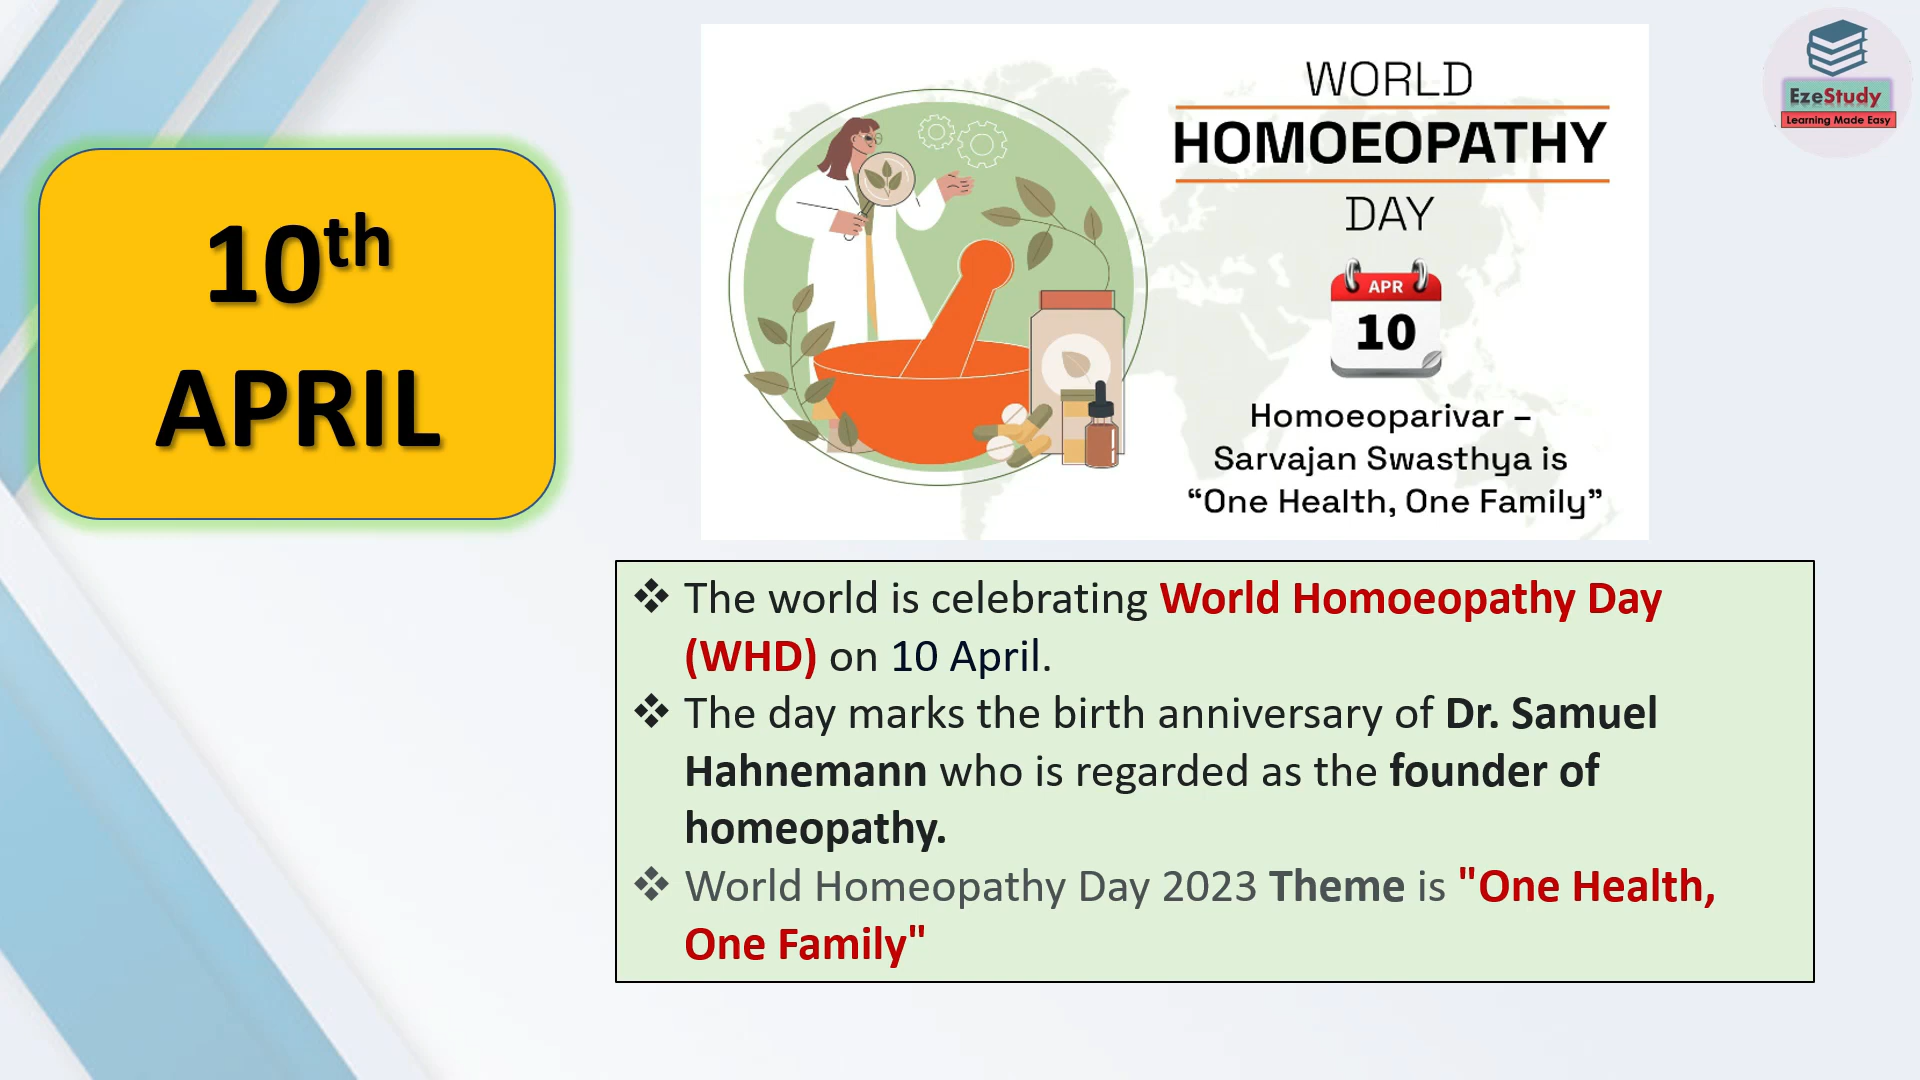 10th
APRIL
WORLD
HOMOEOPATHY
DAY
APR
10
Homoeoparivar –
Sarvajan Swasthya is
“One Health, One Family”
EzeStudy
Learning Made Easy
❖ The world is celebrating World Homoeopathy Day
(WHD) on 10 April.
❖ The day marks the birth anniversary of Dr. Samuel
Hahnemann who is regarded as the founder of
homeopathy.
❖ World Homeopathy Day 2023 Theme is "One Health,
One Family"